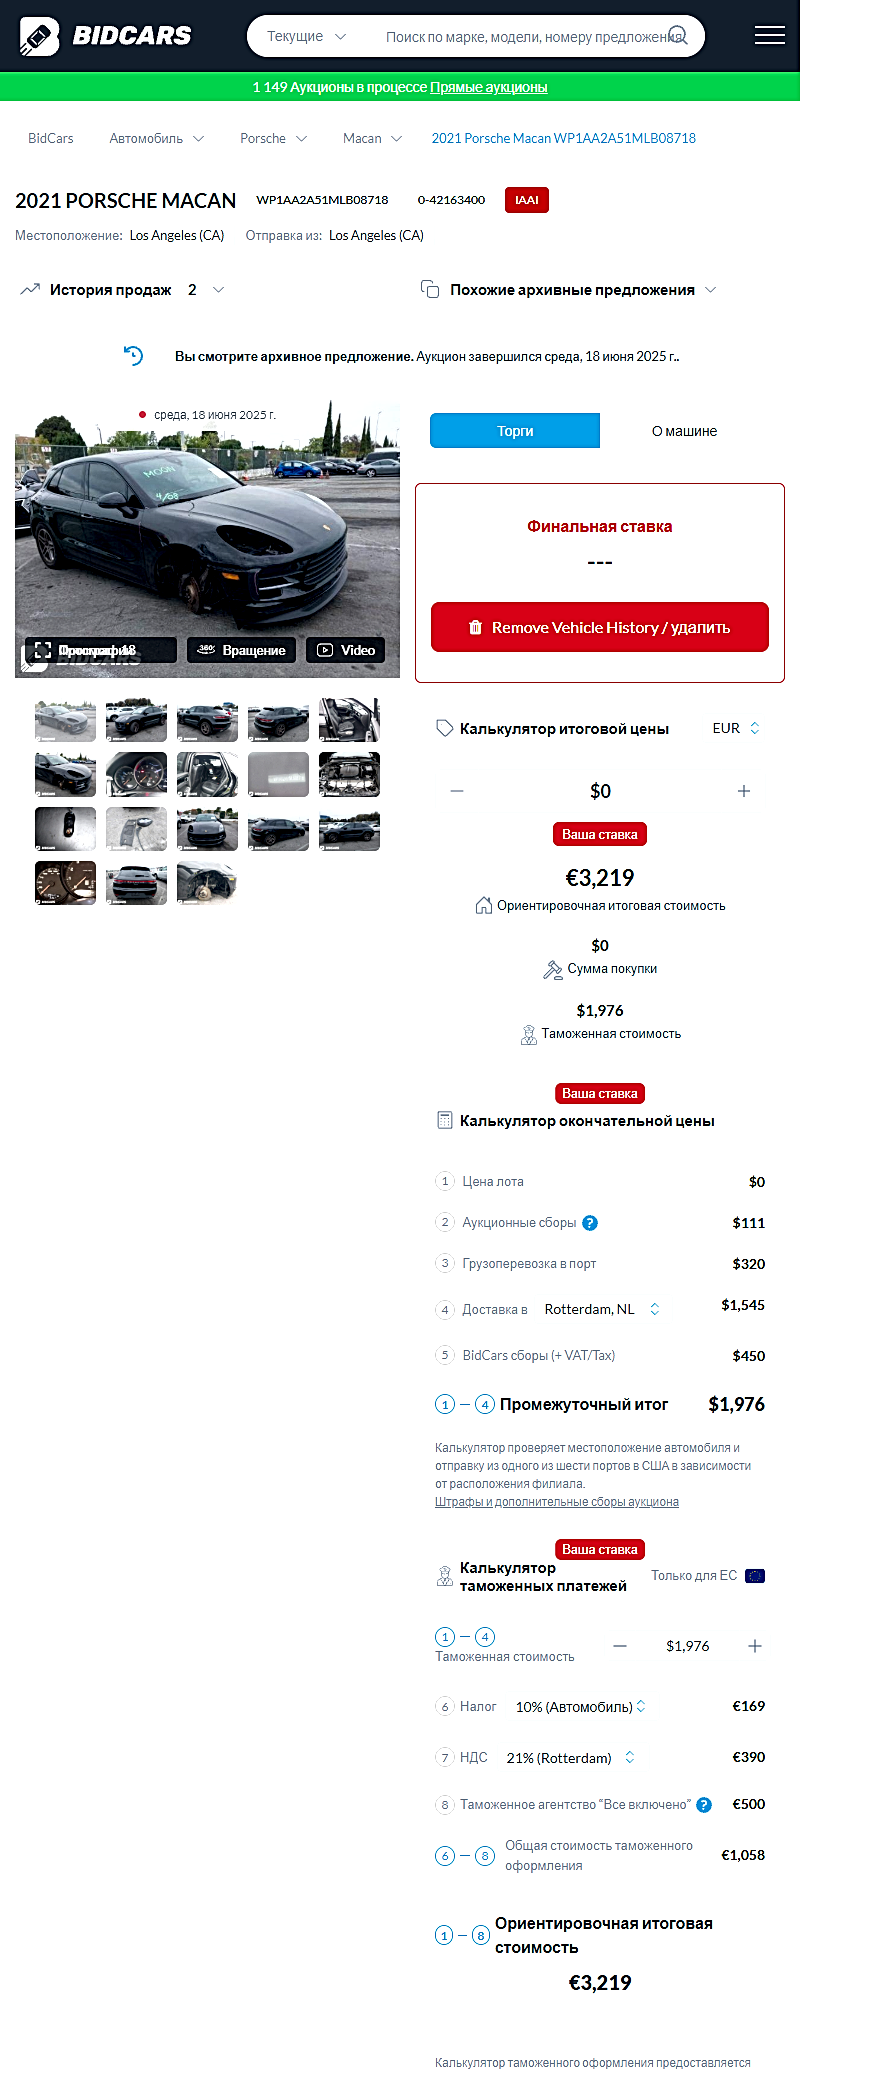 BIDCARS
Текущие
Поиск по марке, модели, номеру предложения
1 149 Аукционы в процессе Прямые аукционы
BidCars Автомобиль Porsche Macan 2021 Porsche Macan WP1AA2A51MLB08718
2021 PORSCHE MACAN WP1AA2A51MLB08718 0-42163400 IAAI
Местоположение: Los Angeles (CA) Отправка из: Los Angeles (CA)
История продаж 2
Похожие архивные предложения
Вы смотрите архивное предложение. Аукцион завершился среда, 18 июня 2025 г..
среда, 18 июня 2025 г.
MOON
4/08
18
360°
Вращение
Video
BIDCARS
Торги
О машине
Финальная ставка
---
Remove Vehicle History / удалить
Калькулятор итоговой цены EUR
— $0 +
Ваша ставка
€3,219
Ориентировочная итоговая стоимость
$0
Сумма покупки
$1,976
Таможенная стоимость
Ваша ставка
Калькулятор окончательной цены
1 Цена лота $0
2 Аукционные сборы ? $111
3 Грузоперевозка в порт $320
4 Доставка в Rotterdam, NL $1,545
5 BidCars сборы (+ VAT/Tax) $450
1 – 4 Промежуточный итог $1,976
Калькулятор проверяет местоположение автомобиля и
отправку из одного из шести портов в США в зависимости
от расположения филиала.
Штрафы и дополнительные сборы аукциона
Ваша ставка
Калькулятор
таможенных платежей
Только для ЕС
1 – 4
Таможенная стоимость
— $1,976 +
6 Налог 10% (Автомобиль) €169
7 НДС 21% (Rotterdam) €390
8 Таможенное агентство “Все включено” ? €500
6 – 8 Общая стоимость таможенного
оформления
€1,058
1 – 8 Ориентировочная итоговая
стоимость
€3,219
Калькулятор таможенного оформления предоставляется